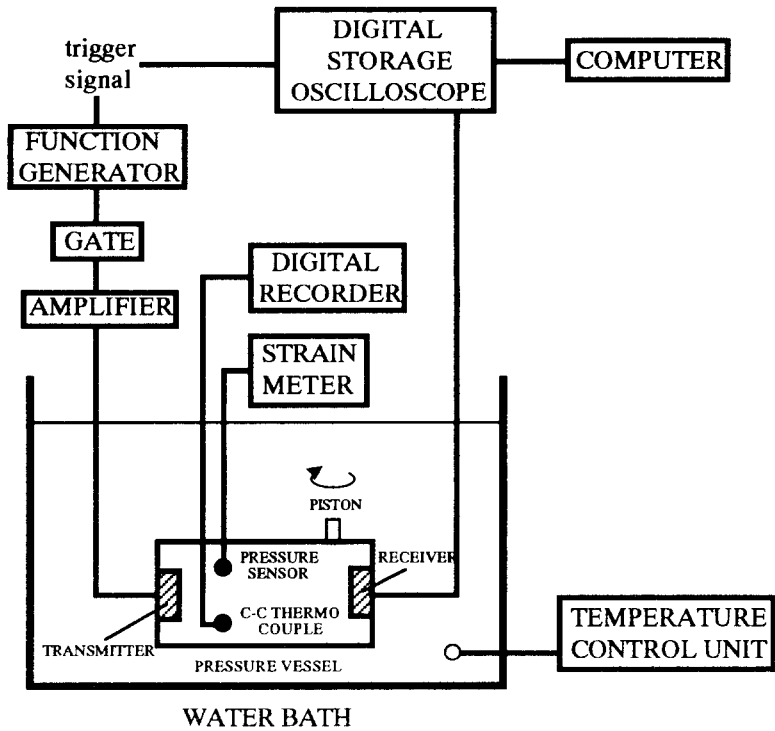 DIGITAL
STORAGE
OSCILLOSCOPE
COMPUTER
trigger
signal
FUNCTION
GENERATOR
GATE
AMPLIFIER
DIGITAL
RECORDER
STRAIN
METER
PISTON
PRESSURE
SENSOR
RECEIVER
C-C THERMO
COUPLE
TRANSMITTER
PRESSURE VESSEL
TEMPERATURE
CONTROL UNIT
WATER BATH